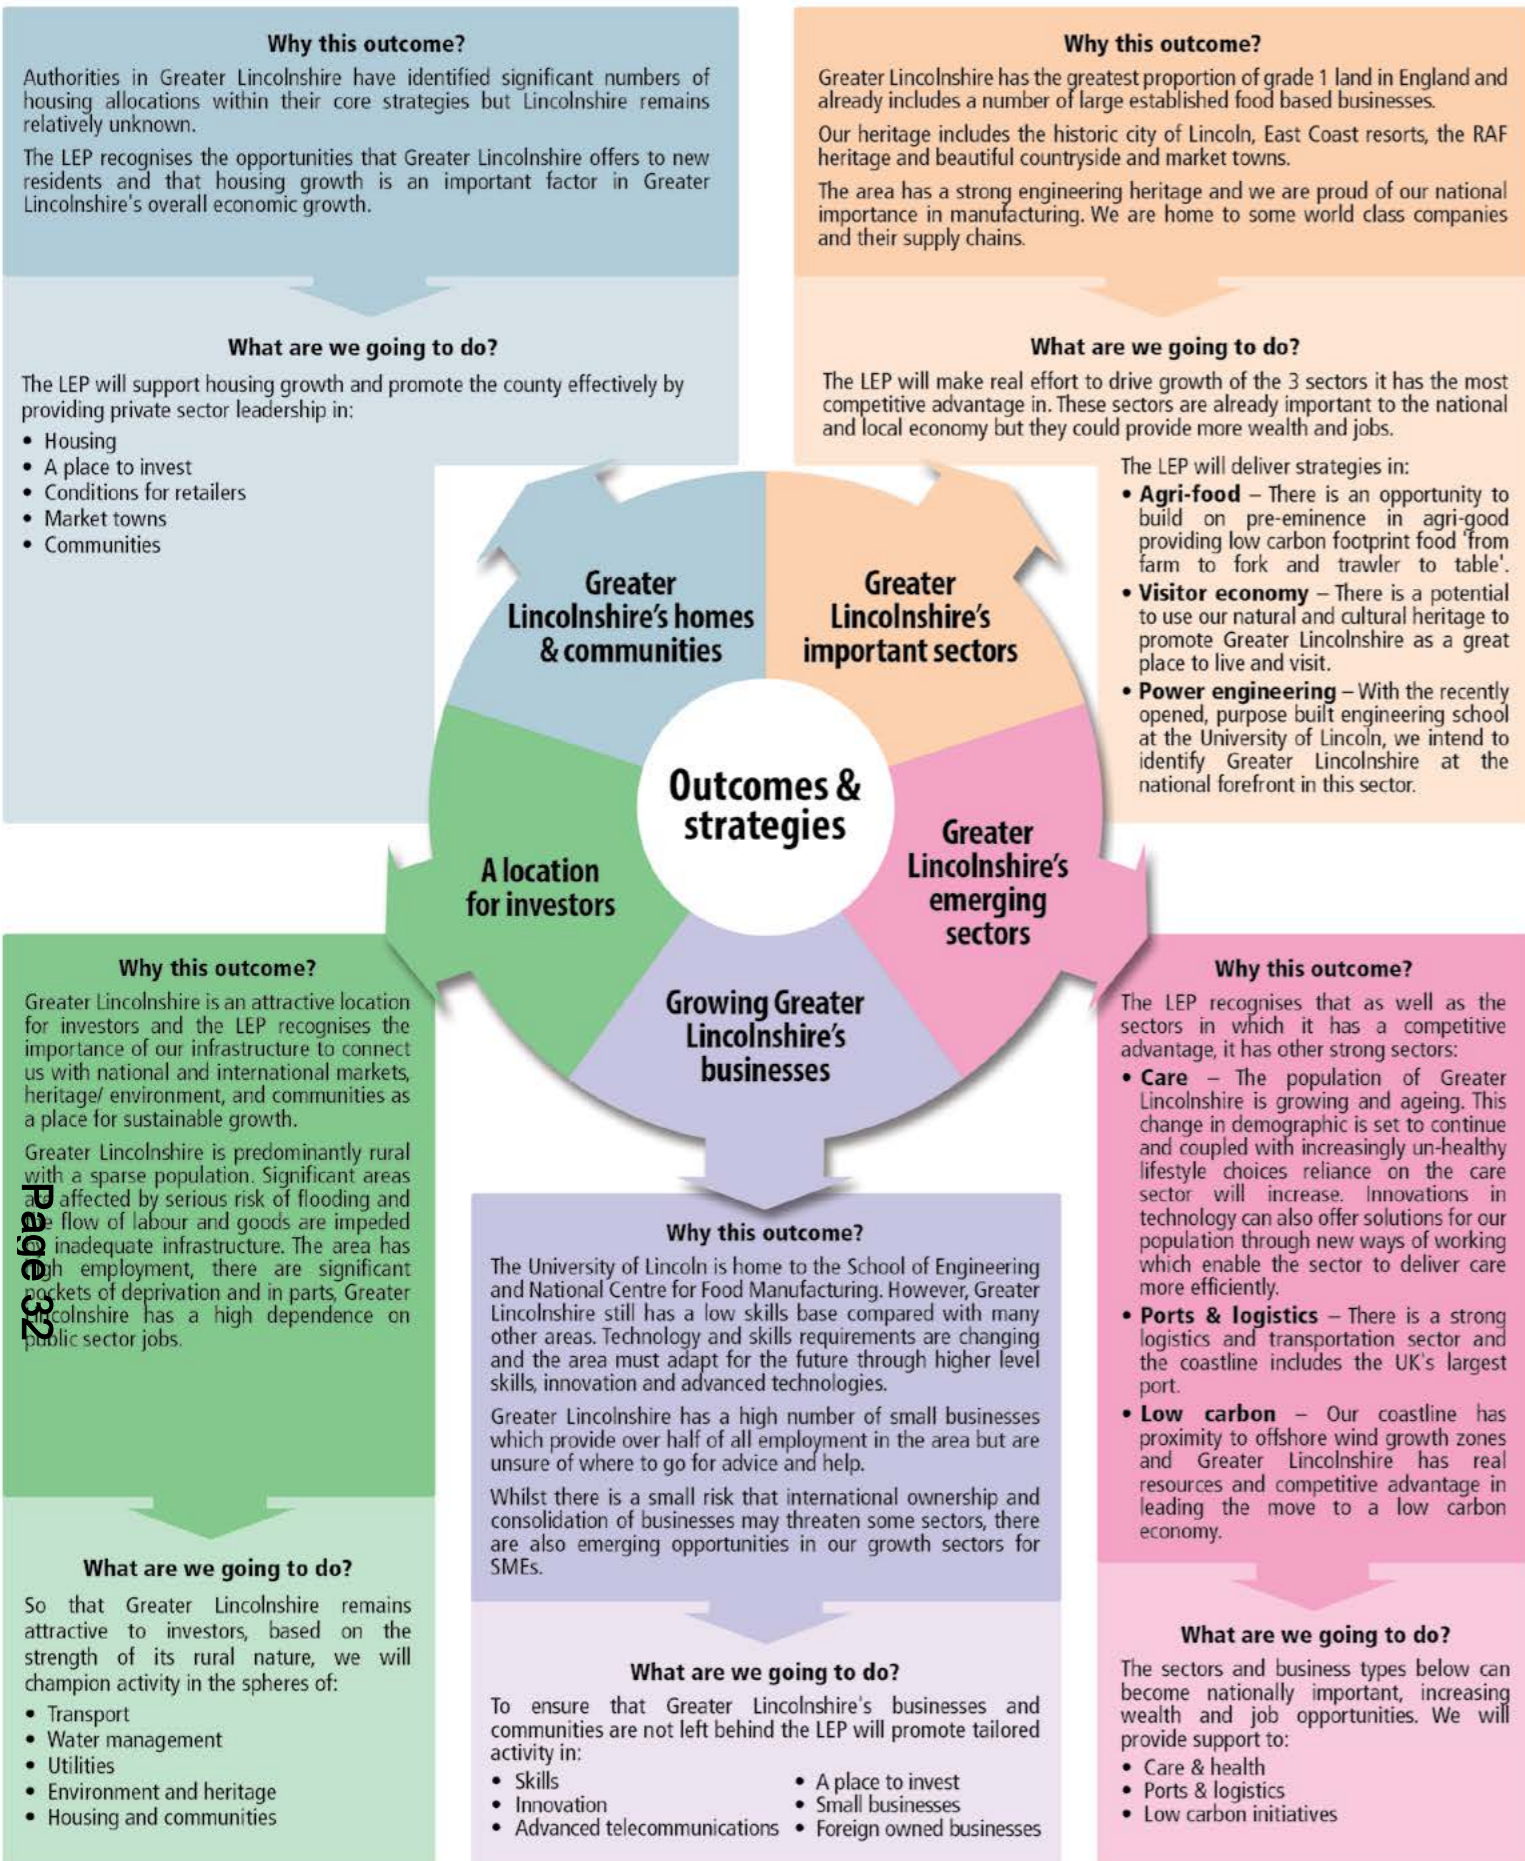 Why this outcome?
Authorities in Greater Lincolnshire have identified significant numbers of
housing allocations within their core strategies but Lincolnshire remains
relatively unknown.
The LEP recognises the opportunities that Greater Lincolnshire offers to new
residents and that housing growth is an important factor in Greater
Lincolnshire's overall economic growth.
What are we going to do?
The LEP will support housing growth and promote the county effectively by
providing private sector leadership in:
• Housing
• A place to invest
• Conditions for retailers
• Market towns
• Communities
Why this outcome?
Greater Lincolnshire has the greatest proportion of grade 1 land in England and
already includes a number of large established food based businesses.
Our heritage includes the historic city of Lincoln, East Coast resorts, the RAF
heritage and beautiful countryside and market towns.
The area has a strong engineering heritage and we are proud of our national
importance in manufacturing. We are home to some world class companies
and their supply chains.
What are we going to do?
The LEP will make real effort to drive growth of the 3 sectors it has the most
competitive advantage in. These sectors are already important to the national
and local economy but they could provide more wealth and jobs.
The LEP will deliver strategies in:
• Agri-food – There is an opportunity to
build on pre-eminence in agri-good
providing low carbon footprint food 'from
farm to fork and trawler to table'.
• Visitor economy – There is a potential
to use our natural and cultural heritage to
promote Greater Lincolnshire as a great
place to live and visit.
• Power engineering – With the recently
opened, purpose built engineering school
at the University of Lincoln, we intend to
identify Greater Lincolnshire at the
national forefront in this sector.
Greater
Lincolnshire's homes
& communities
Greater
Lincolnshire's
important sectors
Outcomes &
strategies
A location
for investors
Greater
Lincolnshire's
emerging
sectors
Growing Greater
Lincolnshire's
businesses
Why this outcome?
Greater Lincolnshire is an attractive location
for investors and the LEP recognises the
importance of our infrastructure to connect
us with national and international markets,
heritage/ environment, and communities as
a place for sustainable growth.
Greater Lincolnshire is predominantly rural
with a sparse population. Significant areas
are affected by serious risk of flooding and
the flow of labour and goods are impeded
by inadequate infrastructure. The area has
high employment, there are significant
pockets of deprivation and in parts, Greater
Lincolnshire has a high dependence on
public sector jobs.
Page 32
What are we going to do?
So that Greater Lincolnshire remains
attractive to investors, based on the
strength of its rural nature, we will
champion activity in the spheres of:
• Transport
• Water management
• Utilities
• Environment and heritage
• Housing and communities
Why this outcome?
The University of Lincoln is home to the School of Engineering
and National Centre for Food Manufacturing. However, Greater
Lincolnshire still has a low skills base compared with many
other areas. Technology and skills requirements are changing
and the area must adapt for the future through higher level
skills, innovation and advanced technologies.
Greater Lincolnshire has a high number of small businesses
which provide over half of all employment in the area but are
unsure of where to go for advice and help.
Whilst there is a small risk that international ownership and
consolidation of businesses may threaten some sectors, there
are also emerging opportunities in our growth sectors for
SMEs.
What are we going to do?
To ensure that Greater Lincolnshire's businesses and
communities are not left behind the LEP will promote tailored
activity in:
• Skills
• Innovation
• Advanced telecommunications
• A place to invest
• Small businesses
• Foreign owned businesses
Why this outcome?
The LEP recognises that as well as the
sectors in which it has a competitive
advantage, it has other strong sectors:
• Care – The population of Greater
Lincolnshire is growing and ageing. This
change in demographic is set to continue
and coupled with increasingly un-healthy
lifestyle choices reliance on the care
sector will increase. Innovations in
technology can also offer solutions for our
population through new ways of working
which enable the sector to deliver care
more efficiently.
• Ports & logistics – There is a strong
logistics and transportation sector and
the coastline includes the UK's largest
port.
• Low carbon – Our coastline has
proximity to offshore wind growth zones
and Greater Lincolnshire has real
resources and competitive advantage in
leading the move to a low carbon
economy.
What are we going to do?
The sectors and business types below can
become nationally important, increasing
wealth and job opportunities. We will
provide support to:
• Care & health
• Ports & logistics
• Low carbon initiatives